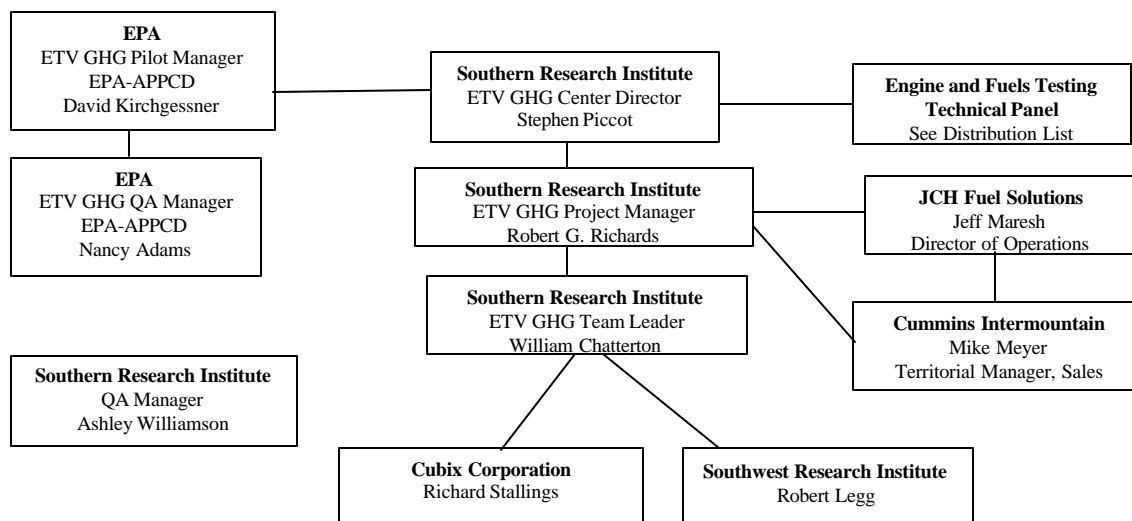 EPA
ETV GHG Pilot Manager
EPA-APPCD
David Kirchgessner
Southern Research Institute
ETV GHG Center Director
Stephen Piccot
Engine and Fuels Testing
Technical Panel
See Distribution List
EPA
ETV GHG QA Manager
EPA-APPCD
Nancy Adams
Southern Research Institute
ETV GHG Project Manager
Robert G. Richards
JCH Fuel Solutions
Jeff Maresh
Director of Operations
Southern Research Institute
ETV GHG Team Leader
William Chatterton
Cummins Intermountain
Mike Meyer
Territorial Manager, Sales
Southern Research Institute
QA Manager
Ashley Williamson
Cubix Corporation
Richard Stallings
Southwest Research Institute
Robert Legg